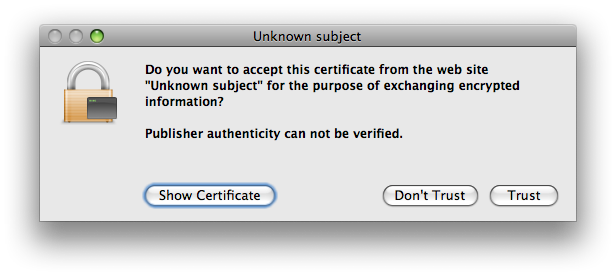 Unknown subject
Do you want to accept this certificate from the web site
"Unknown subject" for the purpose of exchanging encrypted
information?
Publisher authenticity can not be verified.
Show Certificate
Don't Trust
Trust